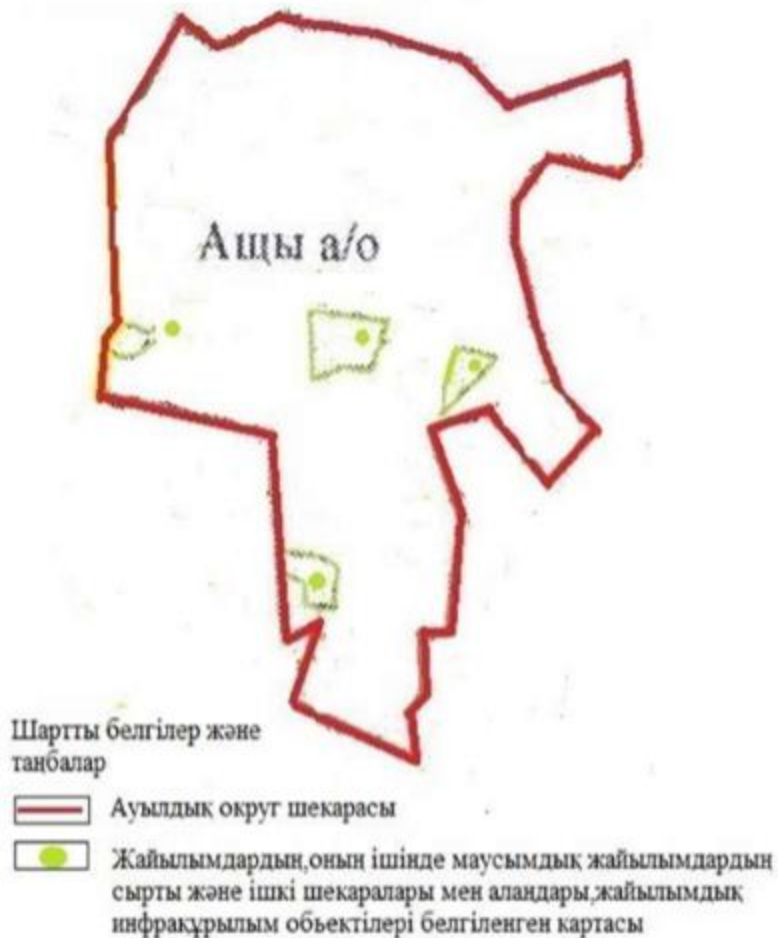 Ащы а/о
Шартты белгілер және
таңбалар
Ауылдық округ шекарасы
Жайылымдардың,оның ішінде маусымдық жайылымдардың
сырты және ішкі шекаралары мен алаңдары,жайылымдық
инфрақұрылым обьектілері белгіленген картасы